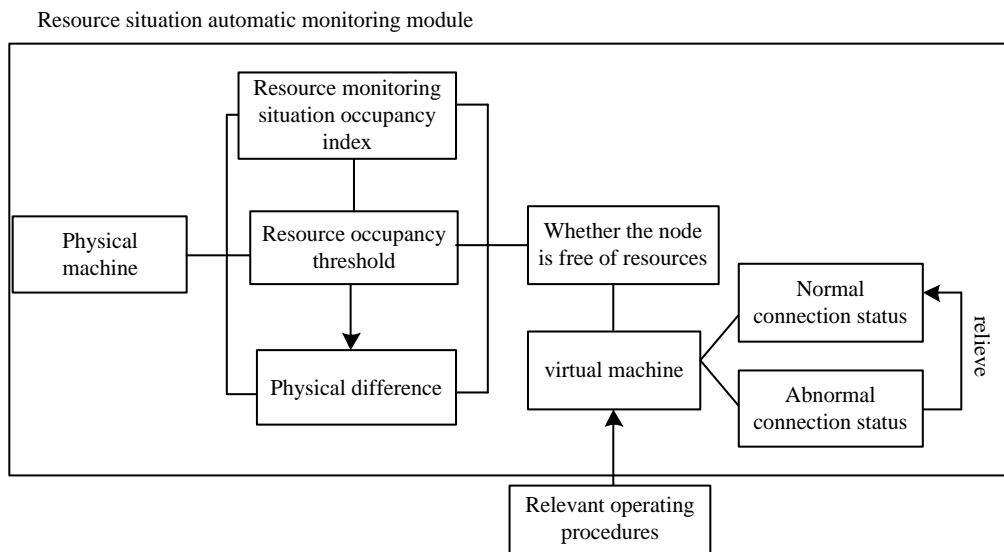 Resource situation automatic monitoring module
Resource monitoring
situation occupancy
index
Physical
machine
Resource occupancy
threshold
Physical difference
Whether the node
is free of resources
virtual machine
Normal
connection status
Abnormal
connection status
relieve
Relevant operating
procedures